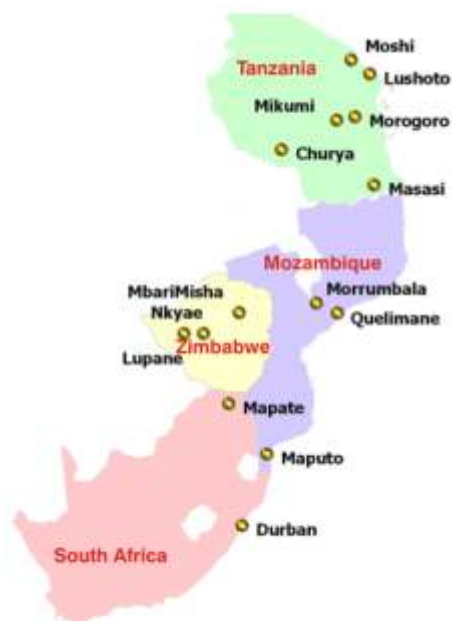 Moshi
Tanzania
Lushoto
Mikumi
Morogoro
Churya
Masasi
Mozambique
MbariMisha
Morrumbala
Nkyae
Quelimane
Zimbabwe
Lupane
Mapate
Maputo
Durban
South Africa